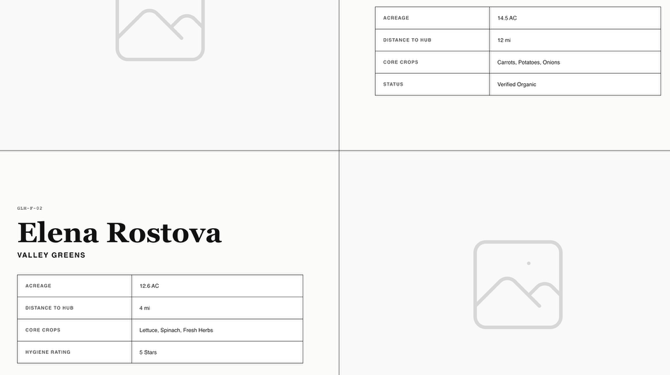 ACREAGE 14.5 AC
DISTANCE TO HUB 12 mi
CORE CROPS Carrots, Potatoes, Onions
STATUS Verified Organic
GLH-F-02
Elena Rostova
VALLEY GREENS
ACREAGE 12.6 AC
DISTANCE TO HUB 4 mi
CORE CROPS Lettuce, Spinach, Fresh Herbs
HYGIENE RATING 5 Stars